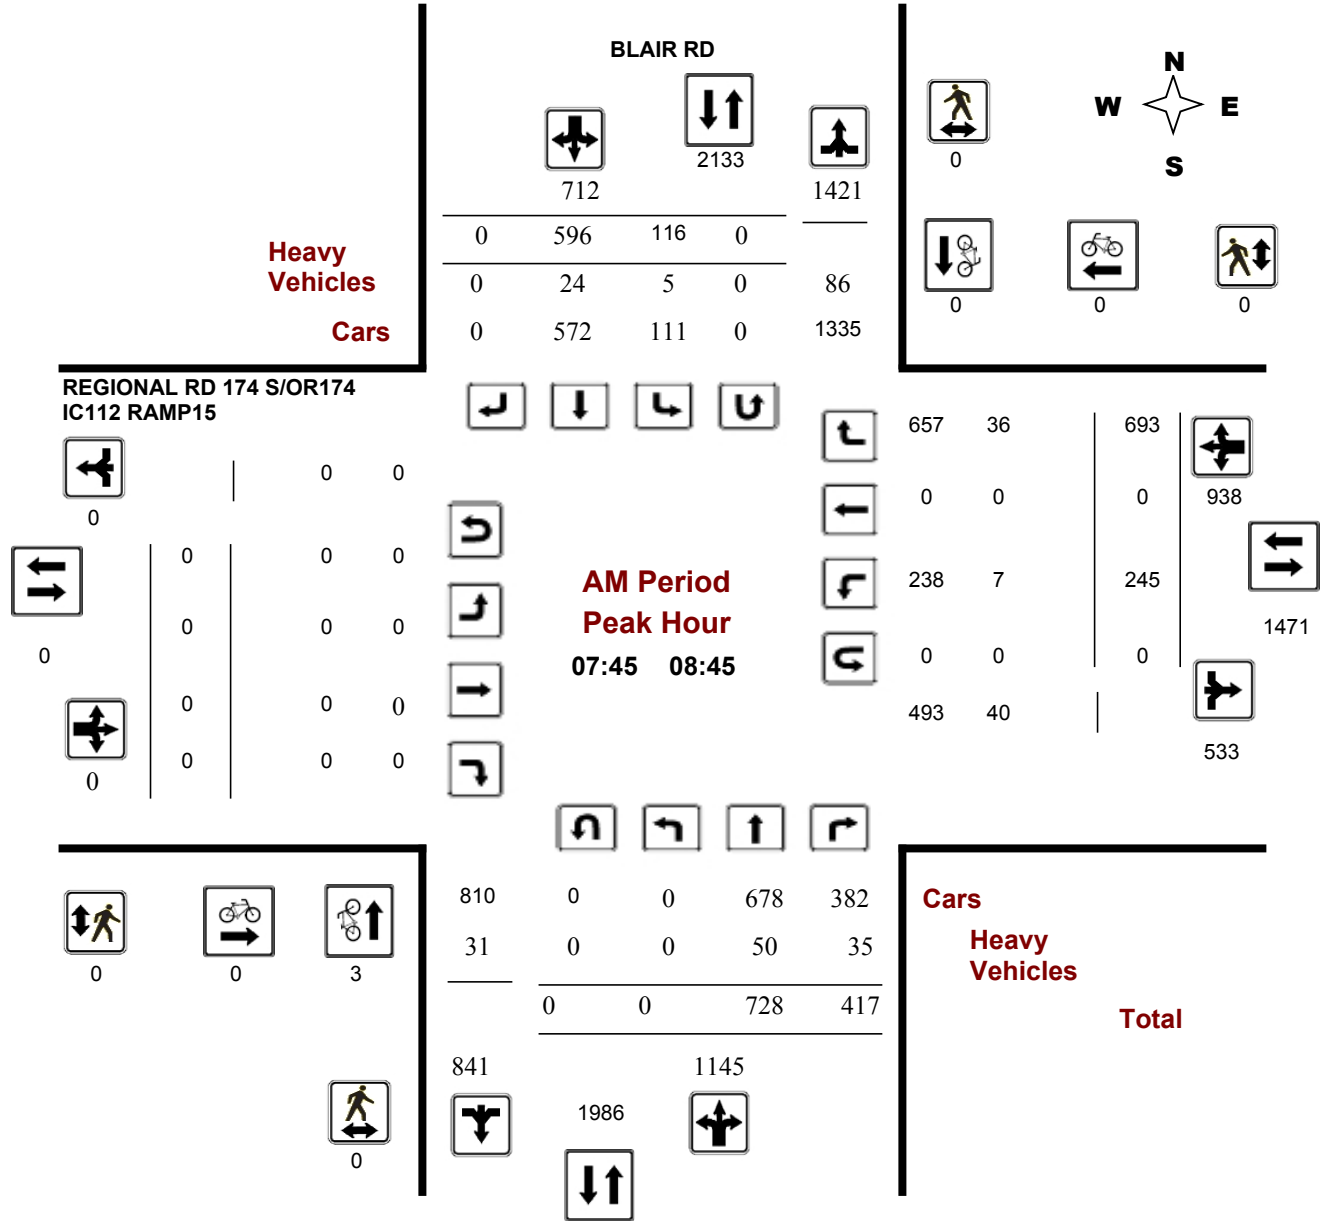 BLAIR RD
N
W E
S
2133
0
712
1421
0 596 116 0
Heavy
Vehicles
0 24 5 0 86
0 0 0
Cars
0 572 111 0 1335
REGIONAL RD 174 S/OR174
IC112 RAMP15
657 36 693
0 0
0
0 0 0 938
0 0 0
AM Period
238 7 245
Peak Hour
0 0 0
1471
0
07:45 08:45
0 0 0
0 0 0
493 40
0 0 0
533
0
810 0 0 678 382
Cars
31 0 0 50 35
Heavy
Vehicles
0 0 3
0 0 728 417
Total
841 1145
1986
0